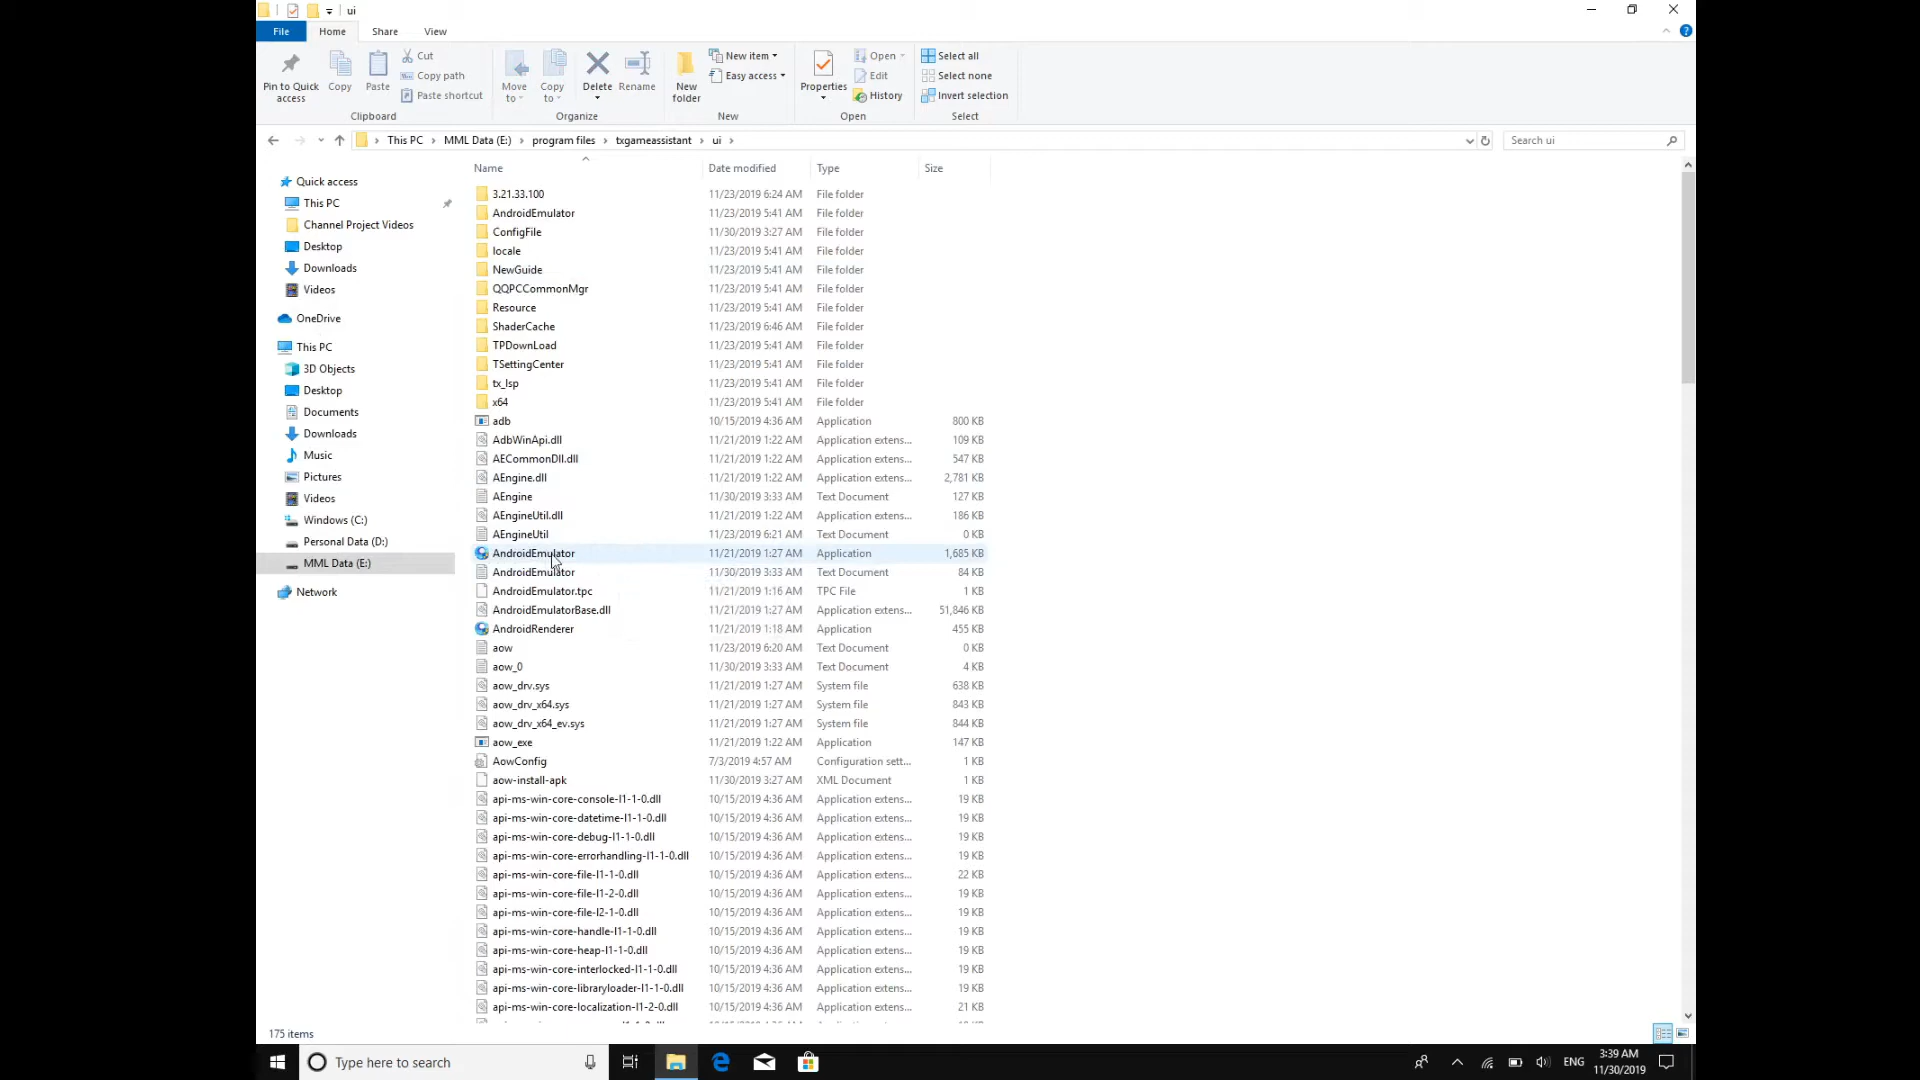 ui
File Home Share View
Pin to Quick access
Copy
Paste
Cut
Copy path
Paste shortcut
Clipboard
Move to
Copy to
Delete
Rename
Organize
New folder
New item
Easy access
New
Properties
Open
Edit
History
Open
Select all
Select none
Invert selection
Select
This PC MML Data (E:) program files txgameassistant ui
Search ui
Quick access
This PC
Channel Project Videos
Desktop
Downloads
Videos
OneDrive
This PC
3D Objects
Desktop
Documents
Downloads
Music
Pictures
Videos
Windows (C:)
Personal Data (D:)
MML Data (E:)
Network
Name Date modified Type Size
3.21.33.100 11/23/2019 6:24 AM File folder
AndroidEmulator 11/23/2019 5:41 AM File folder
ConfigFile 11/30/2019 3:27 AM File folder
locale 11/23/2019 5:41 AM File folder
NewGuide 11/23/2019 5:41 AM File folder
QQPCCommonMgr 11/23/2019 5:41 AM File folder
Resource 11/23/2019 5:41 AM File folder
ShaderCache 11/23/2019 6:46 AM File folder
TPDownLoad 11/23/2019 5:41 AM File folder
TSettingCenter 11/23/2019 5:41 AM File folder
tx_lsp 11/23/2019 5:41 AM File folder
x64 11/23/2019 5:41 AM File folder
adb 10/15/2019 4:36 AM Application 800 KB
AdbWinApi.dll 11/21/2019 1:22 AM Application extens... 109 KB
AECommonDll.dll 11/21/2019 1:22 AM Application extens... 547 KB
AEngine.dll 11/21/2019 1:22 AM Application extens... 2,781 KB
AEngine 11/30/2019 3:33 AM Text Document 127 KB
AEngineUtil.dll 11/21/2019 1:22 AM Application extens... 186 KB
AEngineUtil 11/23/2019 6:21 AM Text Document 0 KB
AndroidEmulator 11/21/2019 1:27 AM Application 1,685 KB
AndroidEmulator 11/30/2019 3:33 AM Text Document 84 KB
AndroidEmulator.tpc 11/21/2019 1:16 AM TPC File 1 KB
AndroidEmulatorBase.dll 11/21/2019 1:27 AM Application extens... 51,846 KB
AndroidRenderer 11/21/2019 1:18 AM Application 455 KB
aow 11/23/2019 6:20 AM Text Document 0 KB
aow_0 11/30/2019 3:33 AM Text Document 4 KB
aow_drv.sys 11/21/2019 1:27 AM System file 638 KB
aow_drv_x64.sys 11/21/2019 1:27 AM System file 843 KB
aow_drv_x64_ev.sys 11/21/2019 1:27 AM System file 844 KB
aow_exe 11/21/2019 1:22 AM Application 147 KB
AowConfig 7/3/2019 4:57 AM Configuration sett... 1 KB
aow-install-apk 11/30/2019 3:27 AM XML Document 1 KB
api-ms-win-core-console-l1-1-0.dll 10/15/2019 4:36 AM Application extens... 19 KB
api-ms-win-core-datetime-l1-1-0.dll 10/15/2019 4:36 AM Application extens... 19 KB
api-ms-win-core-debug-l1-1-0.dll 10/15/2019 4:36 AM Application extens... 19 KB
api-ms-win-core-errorhandling-l1-1-0.dll 10/15/2019 4:36 AM Application extens... 19 KB
api-ms-win-core-file-l1-1-0.dll 10/15/2019 4:36 AM Application extens... 22 KB
api-ms-win-core-file-l1-2-0.dll 10/15/2019 4:36 AM Application extens... 19 KB
api-ms-win-core-file-l2-1-0.dll 10/15/2019 4:36 AM Application extens... 19 KB
api-ms-win-core-handle-l1-1-0.dll 10/15/2019 4:36 AM Application extens... 19 KB
api-ms-win-core-heap-l1-1-0.dll 10/15/2019 4:36 AM Application extens... 19 KB
api-ms-win-core-interlocked-l1-1-0.dll 10/15/2019 4:36 AM Application extens... 19 KB
api-ms-win-core-libraryloader-l1-1-0.dll 10/15/2019 4:36 AM Application extens... 19 KB
api-ms-win-core-localization-l1-2-0.dll 10/15/2019 4:36 AM Application extens... 21 KB
175 items
Type here to search
ENG
3:39 AM
11/30/2019